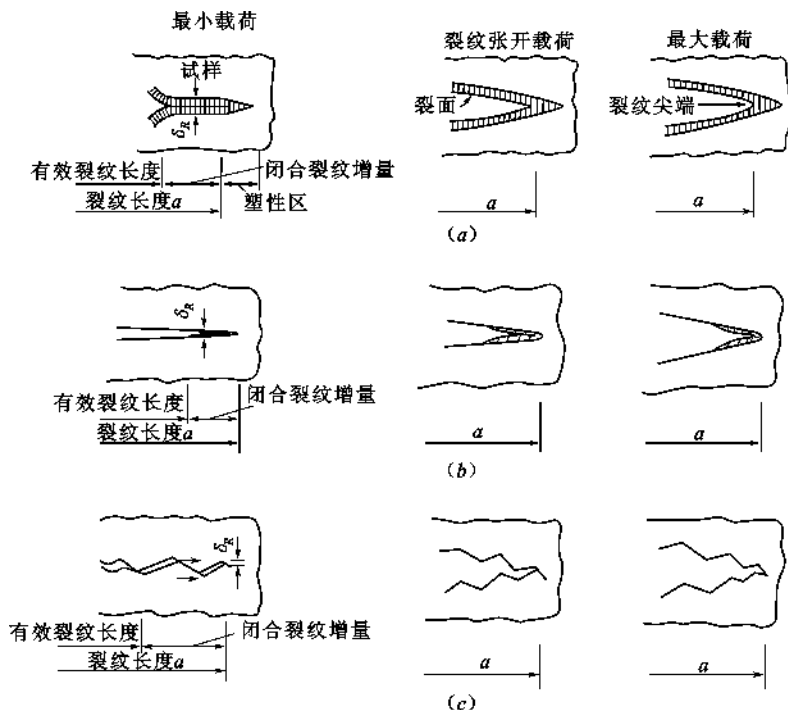 最小载荷
裂纹张开载荷
最大载荷
试样
裂面
裂纹尖端
δR
有效裂纹长度
闭合裂纹增量
裂纹长度a
塑性区
a
a
(a)
δR
有效裂纹长度
闭合裂纹增量
裂纹长度a
a
a
(b)
δR
有效裂纹长度
闭合裂纹增量
裂纹长度a
a
a
(c)